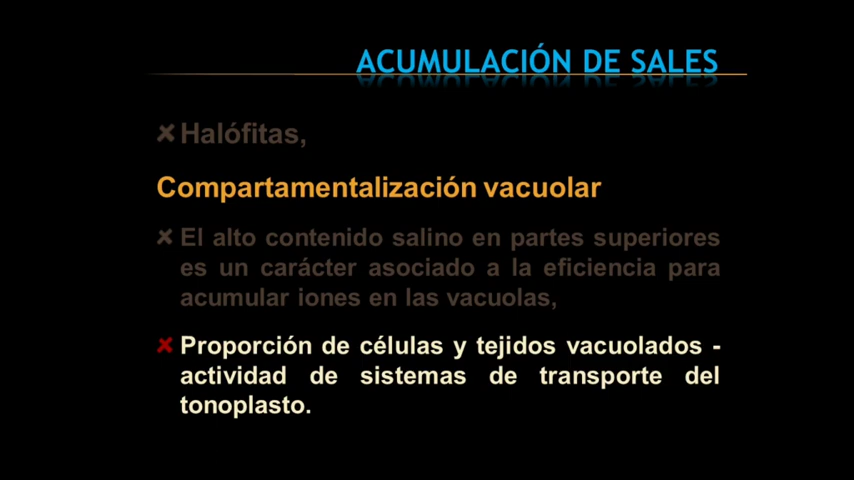 ACUMULACIÓN DE SALES
Halófitas,
Compartamentalización vacuolar
El alto contenido salino en partes superiores
es un carácter asociado a la eficiencia para
acumular iones en las vacuolas,
Proporción de células y tejidos vacuolados -
actividad de sistemas de transporte del
tonoplasto.